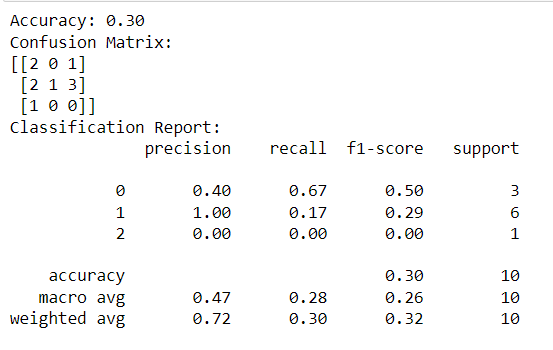 Accuracy: 0.30
Confusion Matrix:
[[2 0 1]
 [2 1 3]
 [1 0 0]]
Classification Report:
              precision    recall  f1-score   support

           0       0.40      0.67      0.50         3
           1       1.00      0.17      0.29         6
           2       0.00      0.00      0.00         1

    accuracy                           0.30        10
   macro avg       0.47      0.28      0.26        10
weighted avg       0.72      0.30      0.32        10